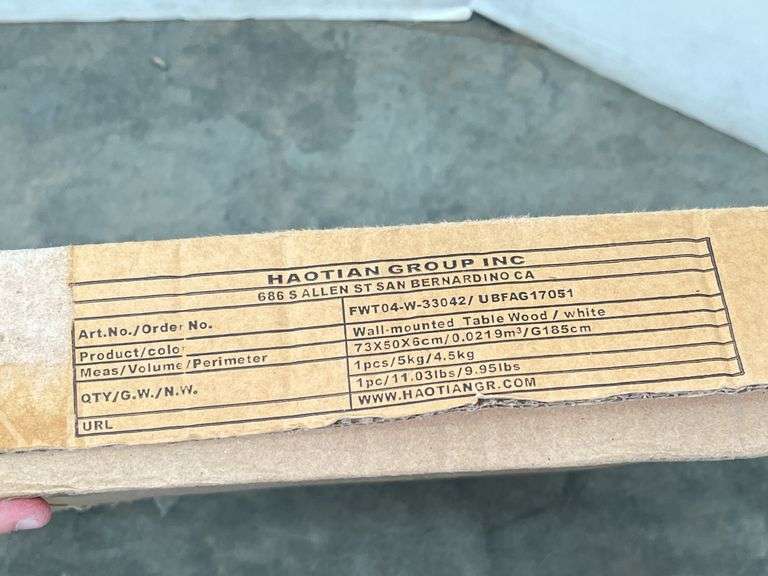 HAOTIAN GROUP INC
686 S ALLEN ST SAN BERNARDINO CA
Art.No./Order No. FWT04-W-33042/ UBFAG17051
Product/color Wall-mounted Table Wood / white
Meas/Volume/Perimeter 73X50X6cm/0.0219m³/G185cm
QTY/G.W./N.W. 1pcs/5kg/4.5kg
1pc/11.03lbs/9.95lbs
URL WWW.HAOTIANGR.COM